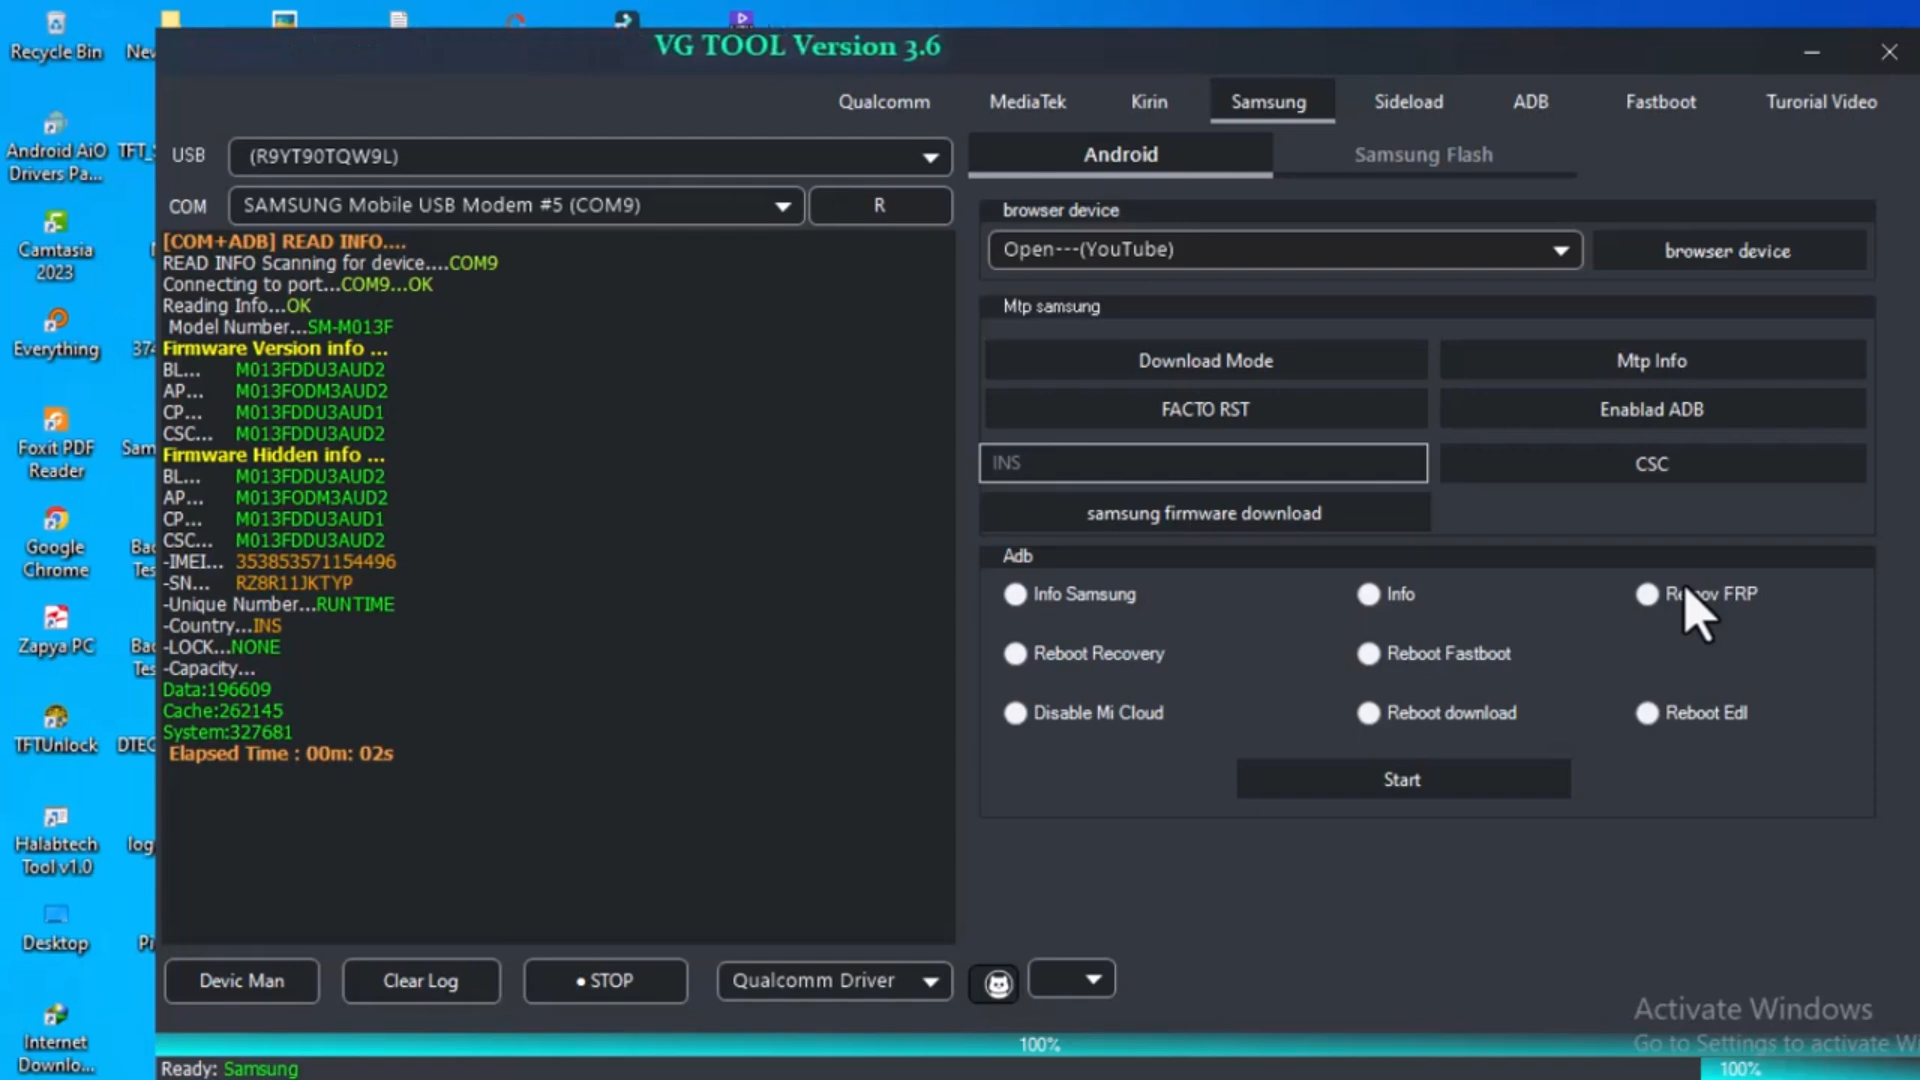 VG TOOL Version 3.6
Recycle Bin
Android AiO
Drivers Pa...
Camtasia
2023
Everything
Foxit PDF
Reader
Google
Chrome
Zapya PC
TFTUnlock
Halabtech
Tool v1.0
Desktop
Internet
Downlo...
Qualcomm MediaTek Kirin Samsung Sideload ADB Fastboot Turorial Video
USB (R9YT90TQW9L)
COM SAMSUNG Mobile USB Modem #5 (COM9) R
[COM+ADB] READ INFO....
READ INFO Scanning for device....COM9
Connecting to port...COM9...OK
Reading Info...OK
Model Number...SM-M013F
Firmware Version info ...
BL... M013FDDU3AUD2
AP... M013FODM3AUD2
CP... M013FDDU3AUD1
CSC... M013FDDU3AUD2
Firmware Hidden info ...
BL... M013FDDU3AUD2
AP... M013FODM3AUD2
CP... M013FDDU3AUD1
CSC... M013FDDU3AUD2
-IMEI... 353853571154496
-SN... RZ8R11JKTYP
-Unique Number...RUNTIME
-Country...INS
-LOCK...NONE
-Capacity...
Data:196609
Cache:262145
System:327681
Elapsed Time : 00m: 02s
Android Samsung Flash
browser device
Open---(YouTube) browser device
Mtp samsung
Download Mode Mtp Info
FACTO RST Enablad ADB
INS CSC
samsung firmware download
Adb
Info Samsung Info FRP
Reboot Recovery Reboot Fastboot
Disable Mi Cloud Reboot download Reboot Edl
Start
Devic Man Clear Log • STOP Qualcomm Driver
Activate Windows
Go to Settings to activate
100%
Ready: Samsung 100%